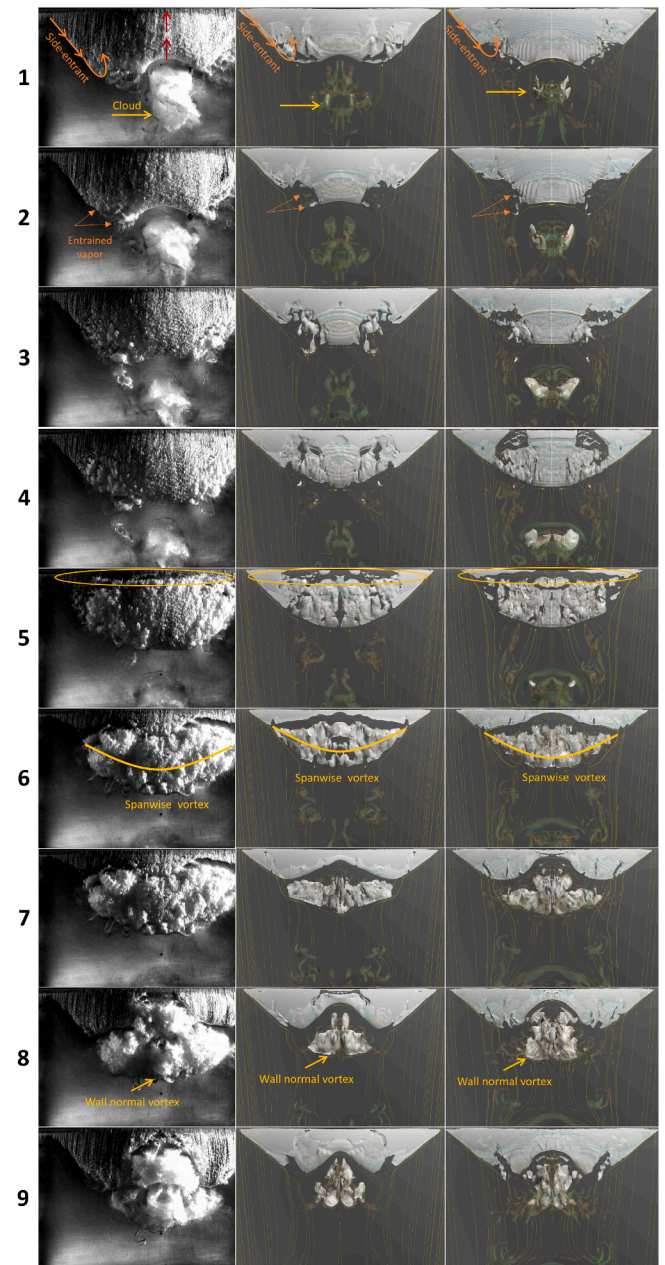 Side-entrant
Side-entrant
Side-entrant
1
Cloud
2
Entrained
vapor
3
4
5
6
Spanwise vortex
Spanwise vortex
Spanwise vortex
7
8
Wall normal vortex
Wall normal vortex
Wall normal vortex
9